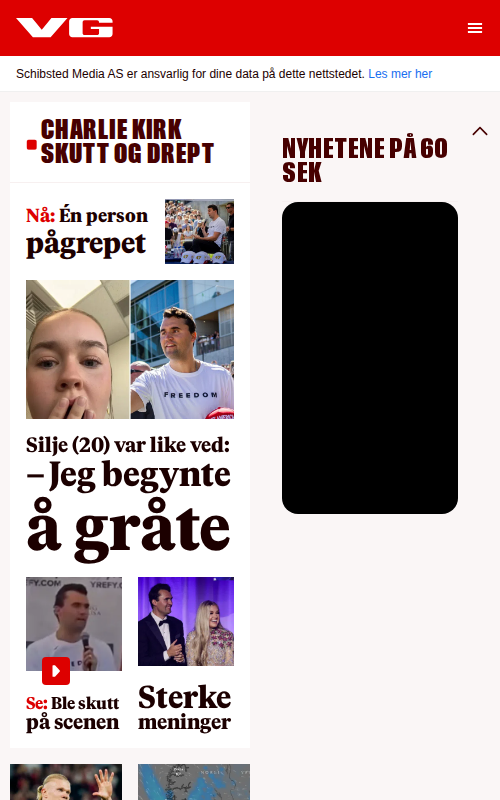 VG
Schibsted Media AS er ansvarlig for dine data på dette nettstedet. Les mer her
CHARLIE KIRK
SKUTT OG DREPT
Nå: Én person
pågrepet
FREEDOM
Silje (20) var like ved:
– Jeg begynte
å gråte
Se: Ble skutt
på scenen
Sterke
meninger
NYHETENE PÅ 60
SEK